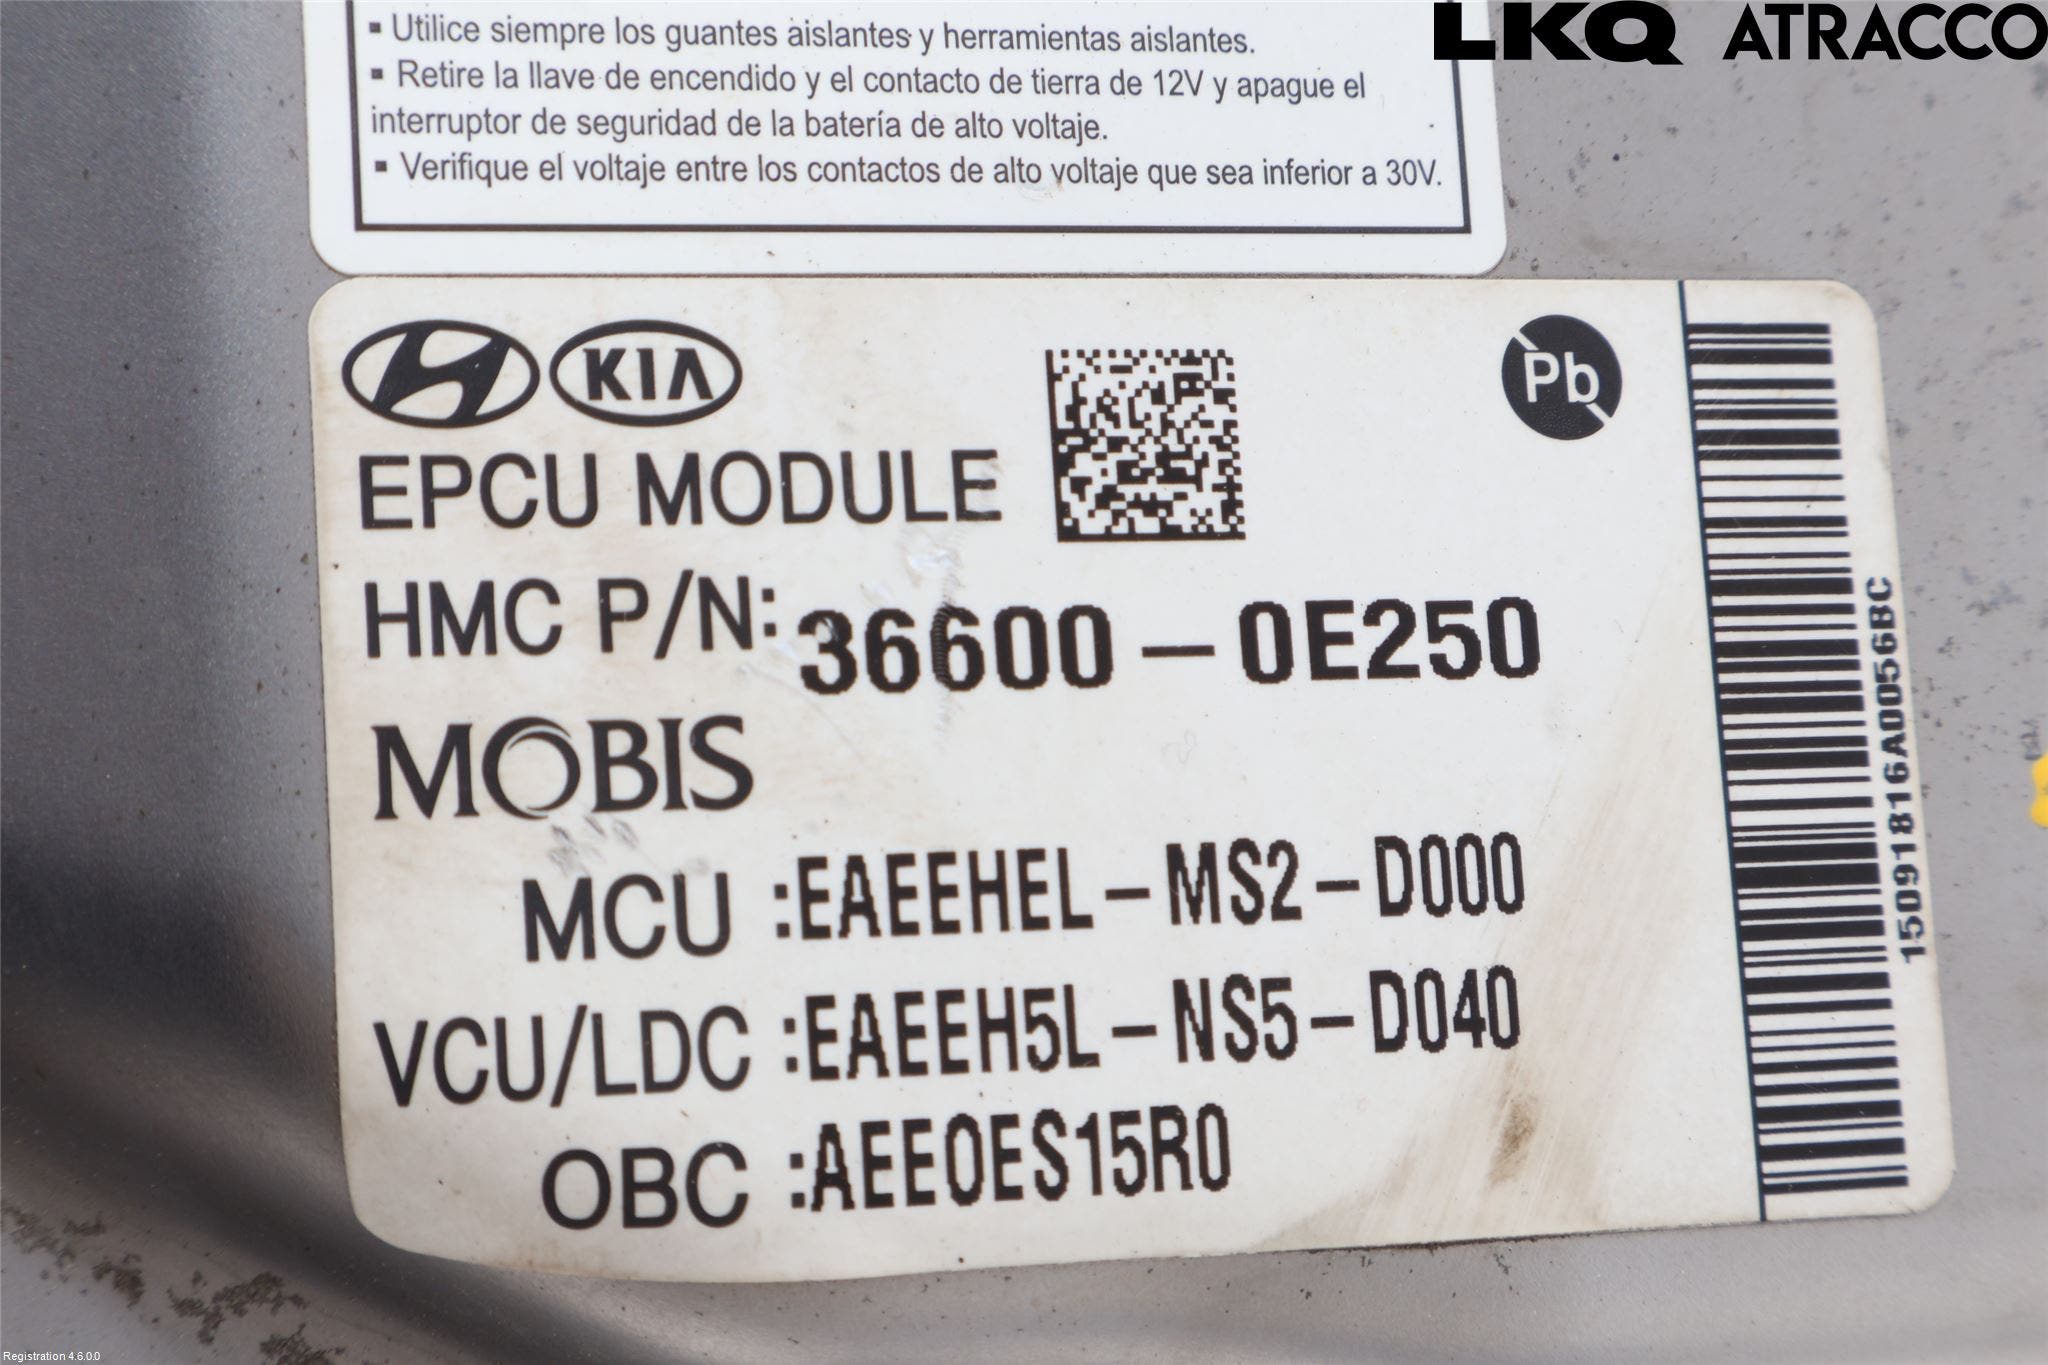 LKQ ATRACCO
▪ Utilice siempre los guantes aislantes y herramientas aislantes.
▪ Retire la llave de encendido y el contacto de tierra de 12V y apague el
interruptor de seguridad de la batería de alto voltaje.
▪ Verifique el voltaje entre los contactos de alto voltaje que sea inferior a 30V.
KIA
Pb
EPCU MODULE
HMC P/N: 36600-0E250
MOBIS
MCU :EAEEHEL-MS2-D000
VCU/LDC :EAEEH5L-NS5-D040
OBC :AEE0ES15R0
15091816A0056BC
Registration 4.6.0.0